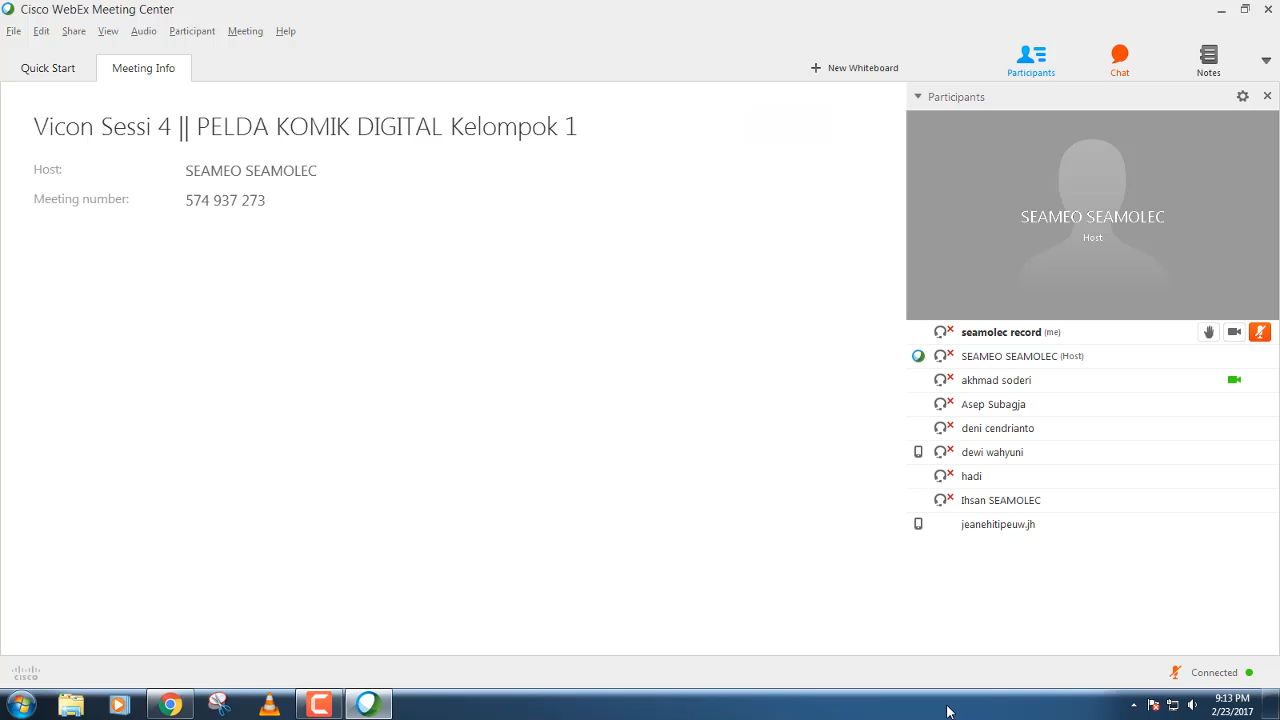 Cisco WebEx Meeting Center
File Edit Share View Audio Participant Meeting Help
Quick Start Meeting Info
New Whiteboard
Participants Chat Notes
Participants
Vicon Sessi 4 || PELDA KOMIK DIGITAL Kelompok 1
Host: SEAMEO SEAMOLEC
Meeting number: 574 937 273
SEAMEO SEAMOLEC
Host
seamolec record (me)
SEAMEO SEAMOLEC (Host)
akhmad soderi
Asep Subagja
deni cendrianto
dewi wahyuni
hadi
Ihsan SEAMOLEC
jeanehitipeuw.jh
cisco
Connected
9:13 PM
2/23/2017